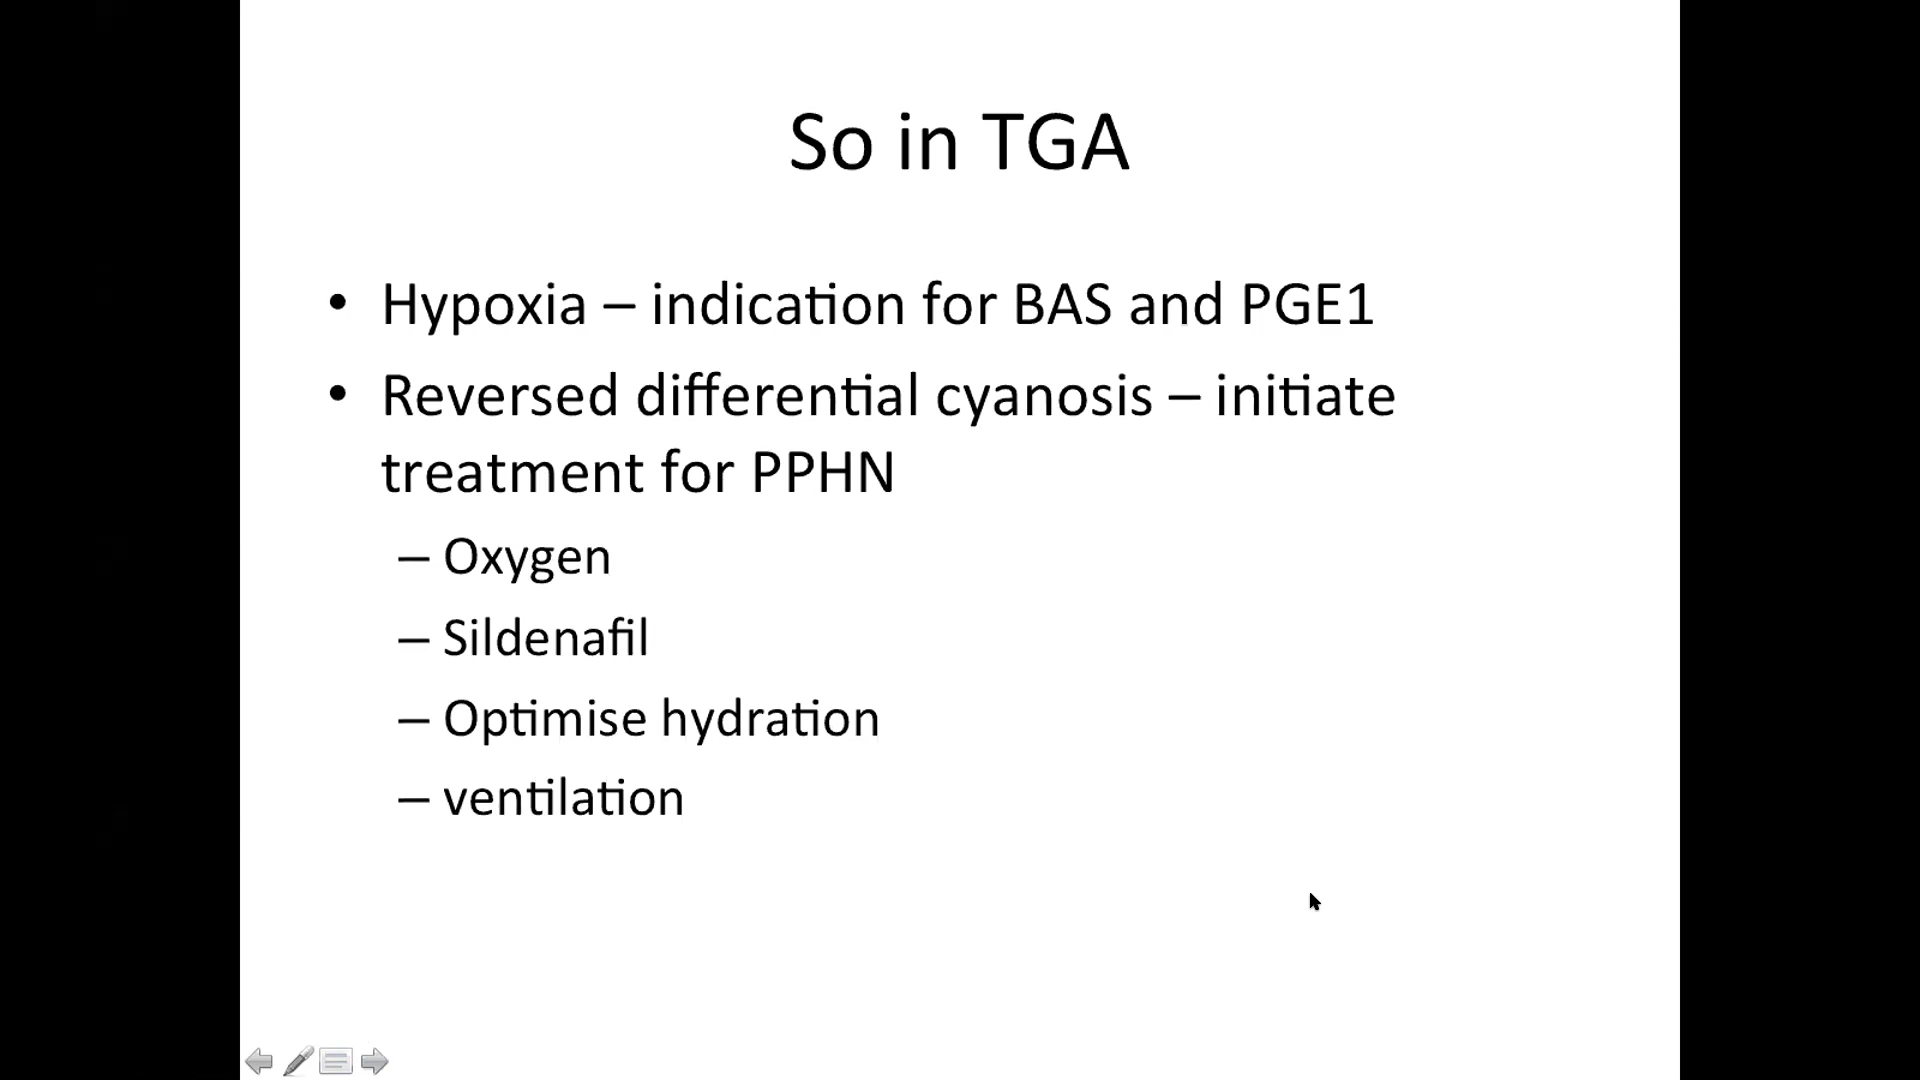 So in TGA
• Hypoxia – indication for BAS and PGE1
• Reversed differential cyanosis – initiate
treatment for PPHN
– Oxygen
– Sildenafil
– Optimise hydration
– ventilation